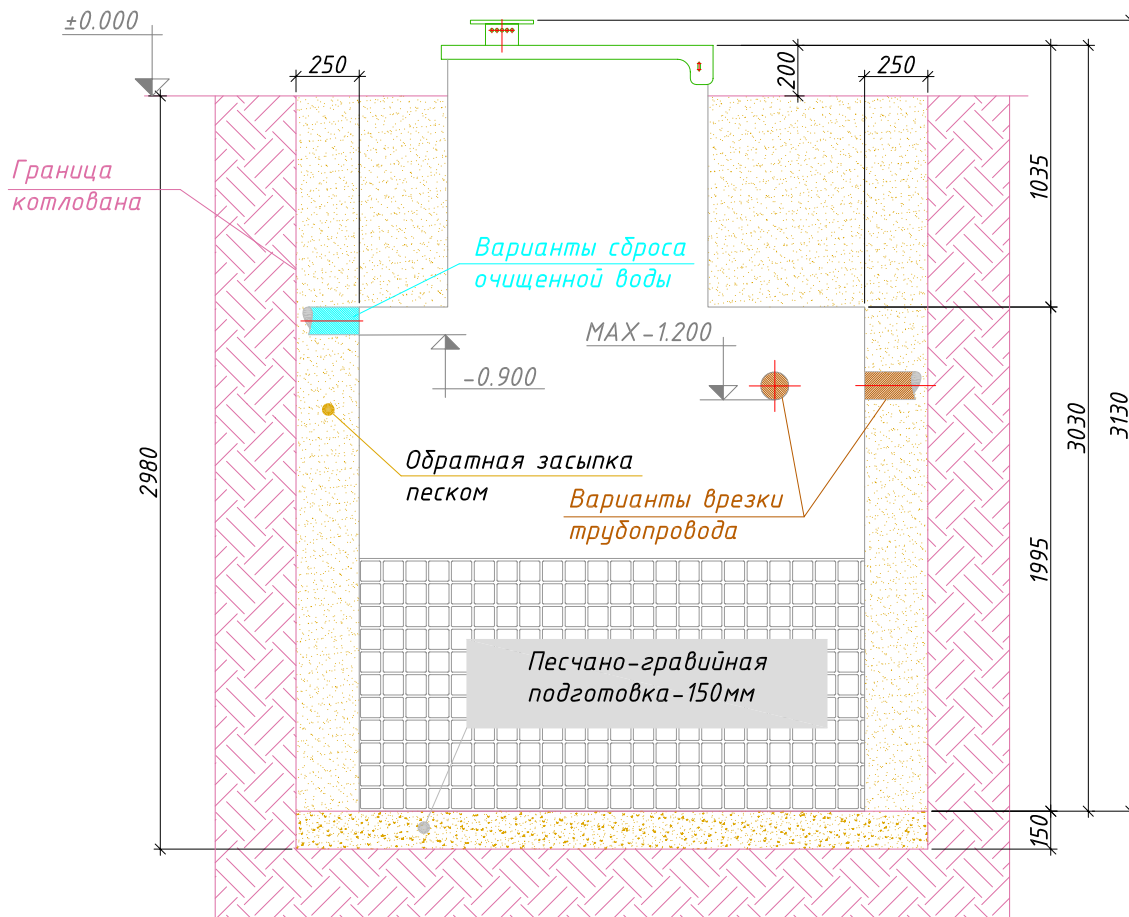 ±0.000
250
200
250
Граница
котлована
1035
Варианты сброса
очищенной воды
MAX-1.200
-0.900
3030
3130
2980
Обратная засыпка
песком
Варианты врезки
трубопровода
1995
Песчано-гравийная
подготовка-150мм
150